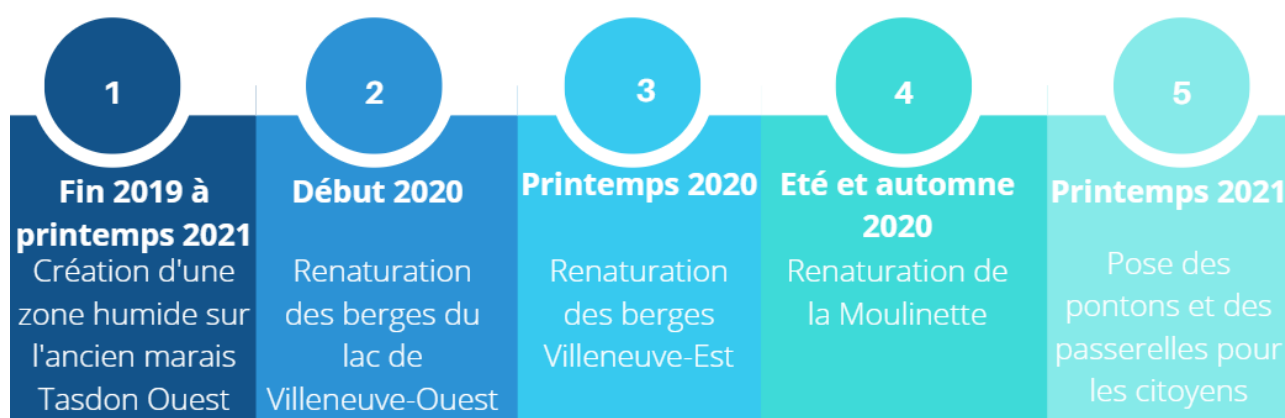 1
Fin 2019 à
printemps 2021
Création d'une
zone humide sur
l'ancien marais
Tasdon Ouest
2
Début 2020
Renaturation
des berges du
lac de
Villeneuve-Ouest
3
Printemps 2020
Renaturation
des berges
Villeneuve-Est
4
Eté et automne
2020
Renaturation de
la Moulinette
5
Printemps 2021
Pose des
pontons et des
passerelles pour
les citoyens